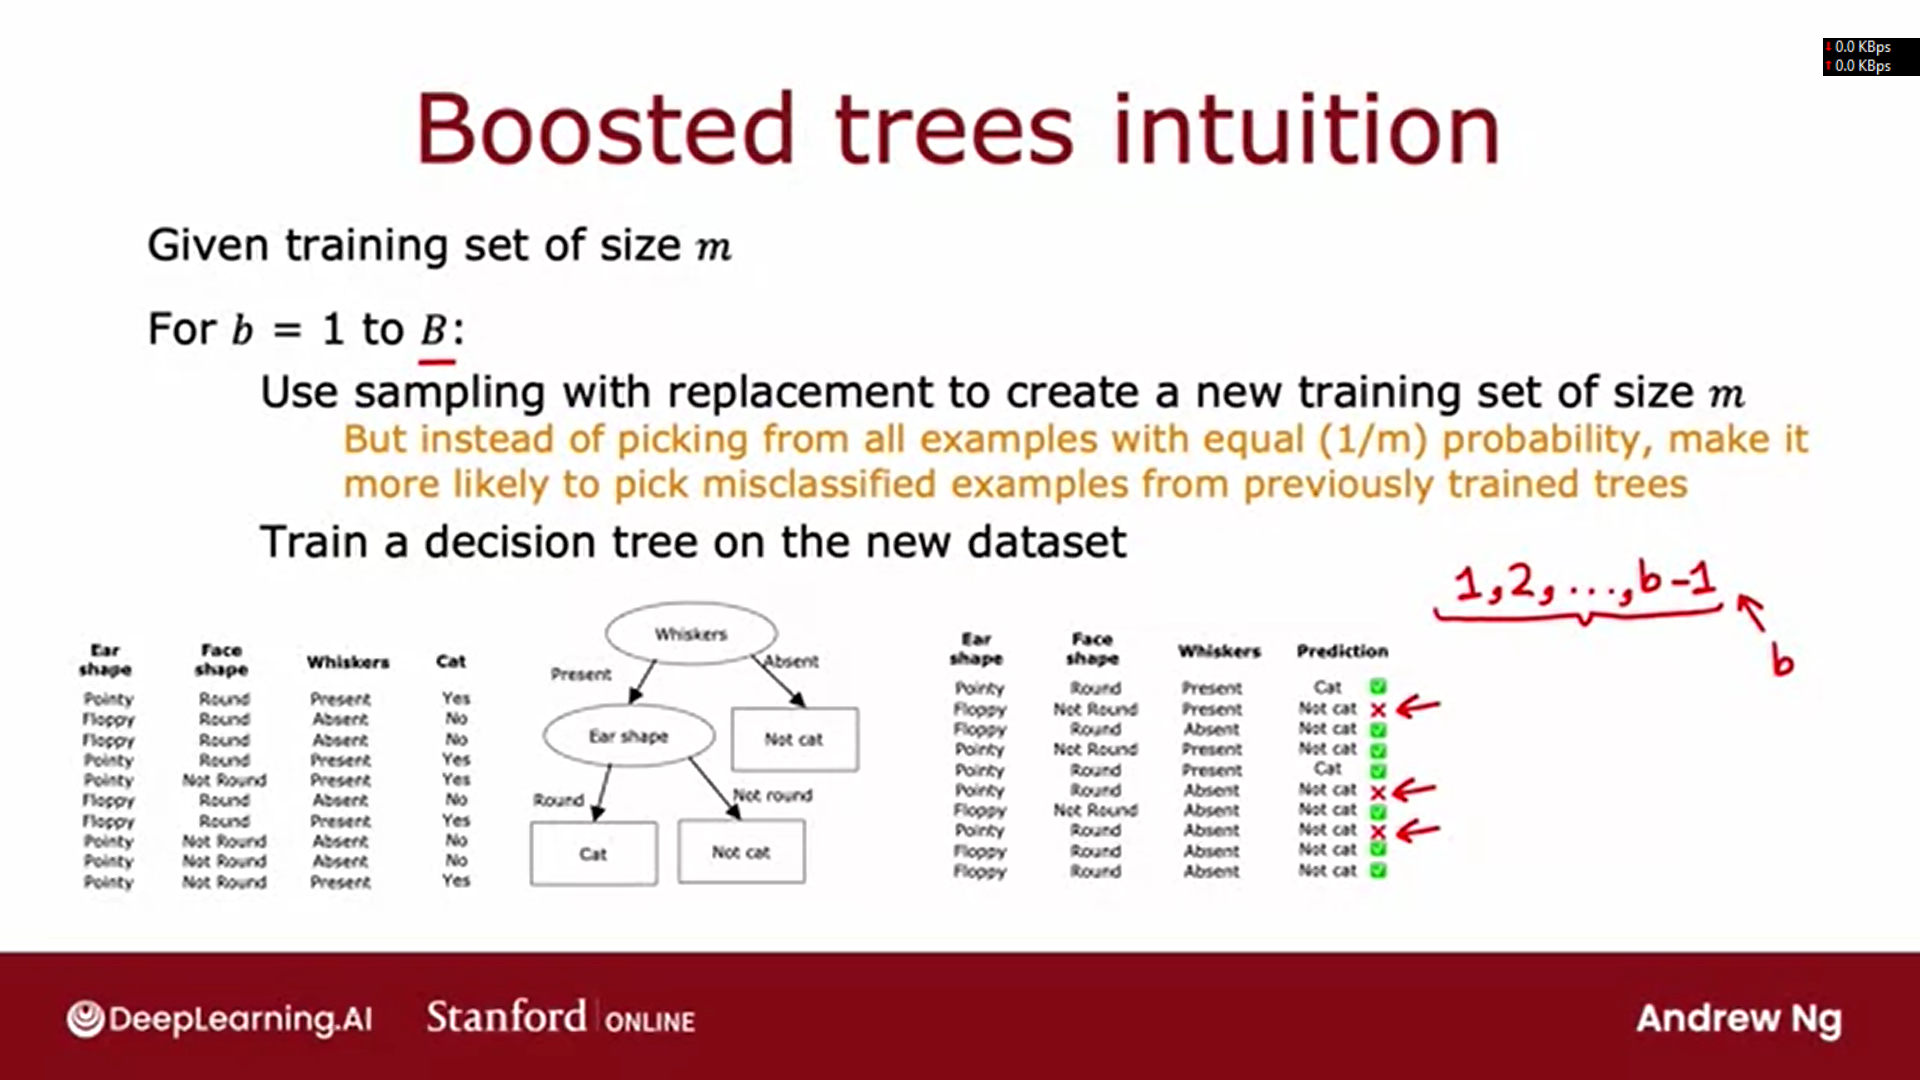 ↓ 0.0 KBps
↑ 0.0 KBps
Boosted trees intuition
Given training set of size m
For b = 1 to B:
Use sampling with replacement to create a new training set of size m
But instead of picking from all examples with equal (1/m) probability, make it
more likely to pick misclassified examples from previously trained trees
Train a decision tree on the new dataset
1,2,...,b-1
b
Ear shape Face shape Whiskers Cat
Pointy Round Present Yes
Floppy Round Absent No
Floppy Round Absent No
Pointy Round Present Yes
Pointy Not Round Present Yes
Floppy Round Absent No
Floppy Round Present Yes
Pointy Not Round Absent No
Pointy Not Round Absent No
Pointy Not Round Present Yes
Whiskers
Present Absent
Ear shape Not cat
Round Not round
Cat Not cat
Ear shape Face shape Whiskers Prediction
Pointy Round Present Cat ✅
Floppy Not Round Present Not cat ❌
Floppy Round Absent Not cat ✅
Pointy Not Round Present Not cat ✅
Pointy Round Present Cat ✅
Pointy Round Absent Not cat ❌
Floppy Not Round Absent Not cat ✅
Pointy Round Absent Not cat ❌
Floppy Round Absent Not cat ✅
Floppy Round Absent Not cat ✅
DeepLearning.AI Stanford | ONLINE Andrew Ng